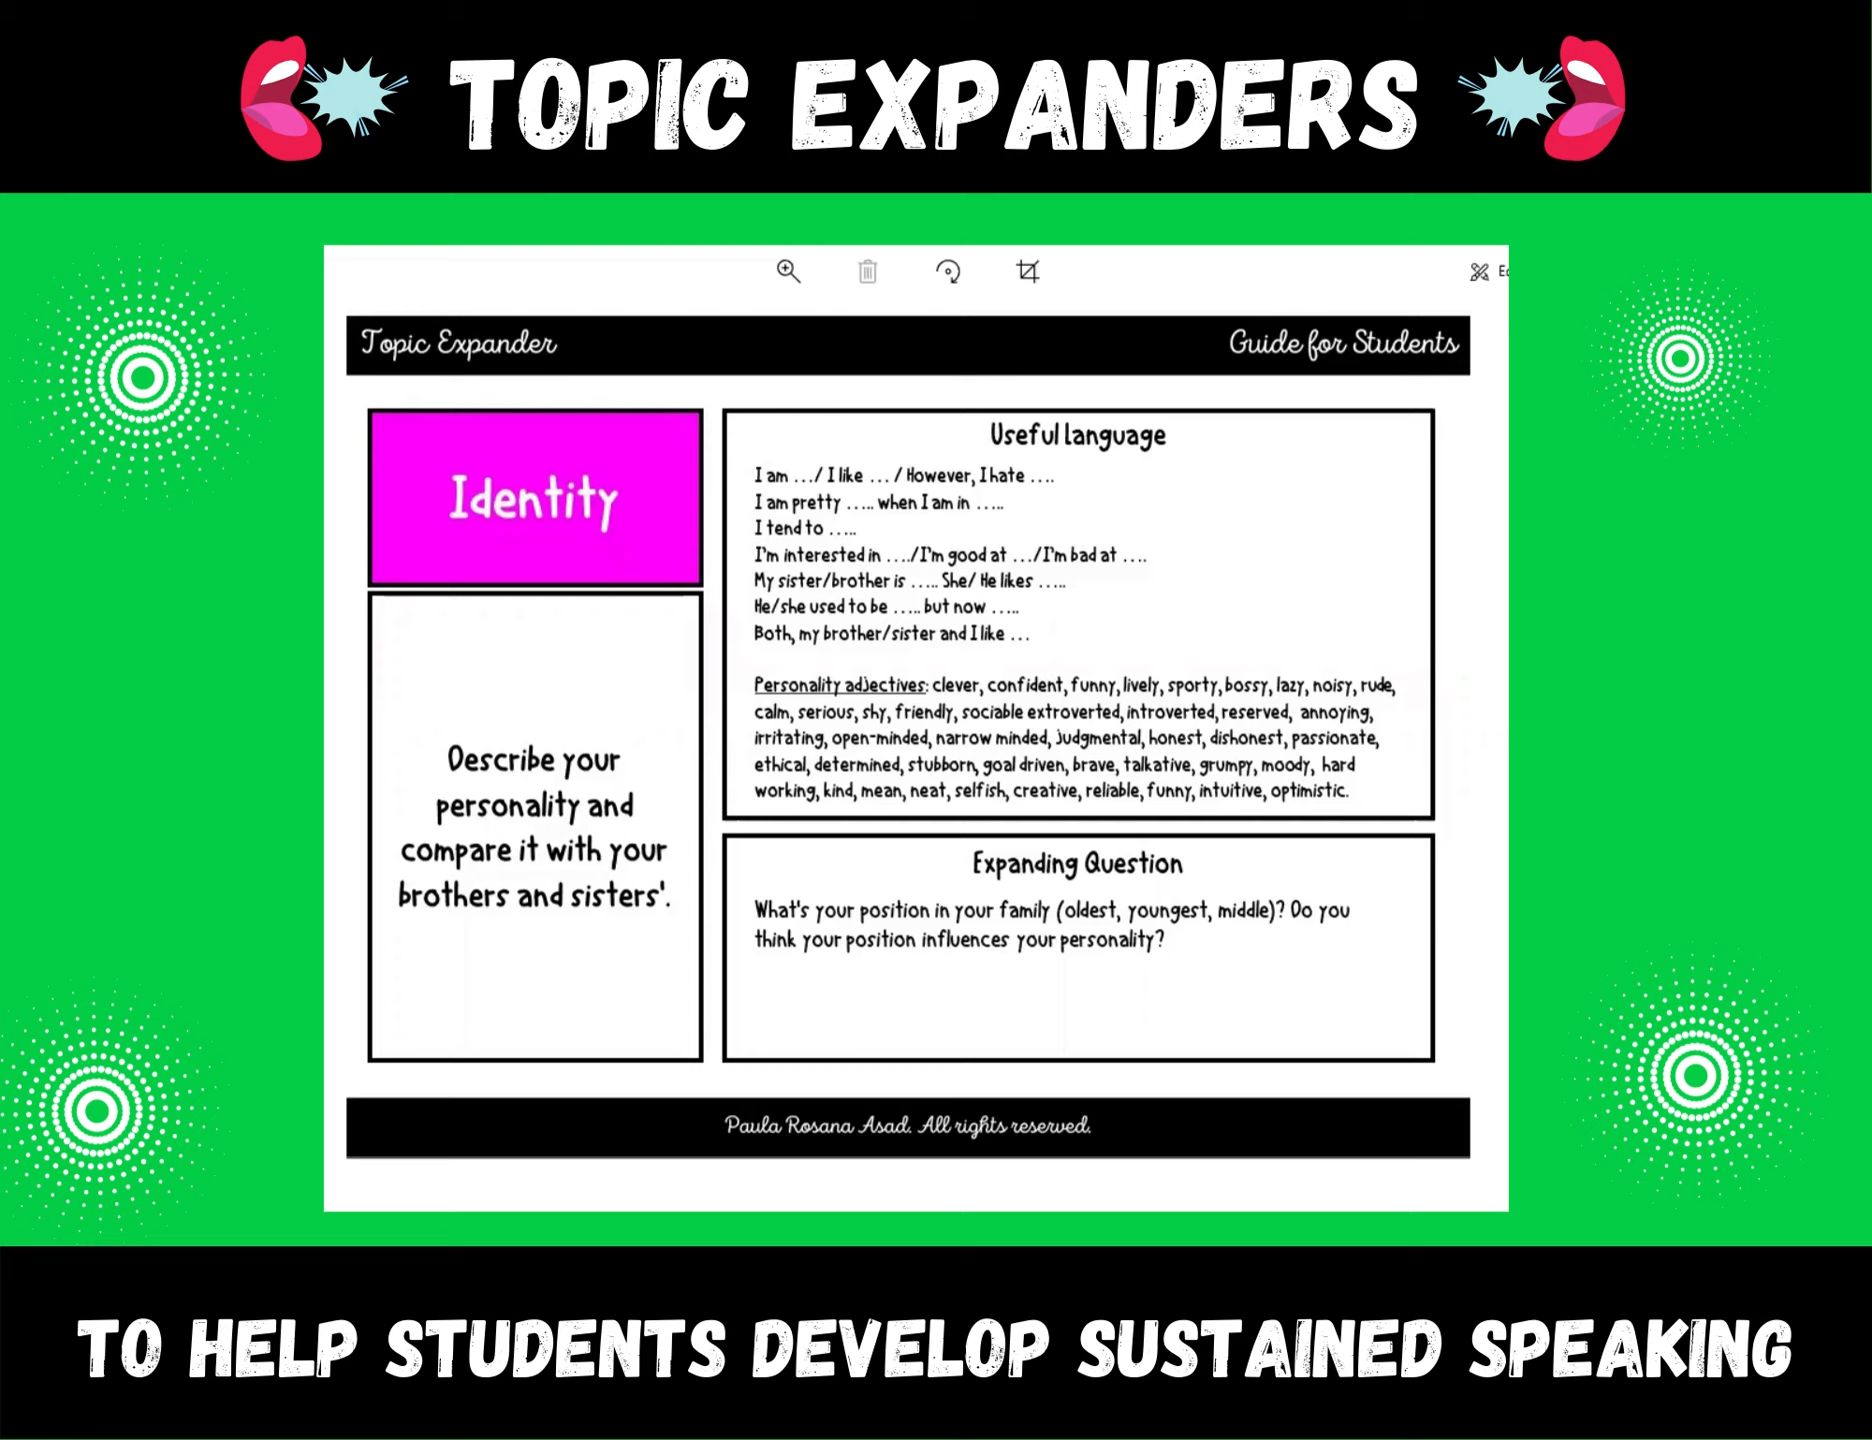 TOPIC EXPANDERS
Topic Expander
Guide for Students
Identity
Describe your
personality and
compare it with your
brothers and sisters'.
Useful language
I am .../ I like ... / However, I hate ....
I am pretty ..... when I am in .....
I tend to .....
I'm interested in ..../I'm good at .../I'm bad at ....
My sister/brother is ..... She/ He likes .....
He/she used to be ..... but now .....
Both, my brother/sister and I like ...
Personality adjectives: clever, confident, funny, lively, sporty, bossy, lazy, noisy, rude,
calm, serious, shy, friendly, sociable extroverted, introverted, reserved, annoying,
irritating, open-minded, narrow minded, judgmental, honest, dishonest, passionate,
ethical, determined, stubborn, goal driven, brave, talkative, grumpy, moody, hard
working, kind, mean, neat, selfish, creative, reliable, funny, intuitive, optimistic.
Expanding Question
What's your position in your family (oldest, youngest, middle)? Do you
think your position influences your personality?
Paula Rosana Asad. All rights reserved.
TO HELP STUDENTS DEVELOP SUSTAINED SPEAKING